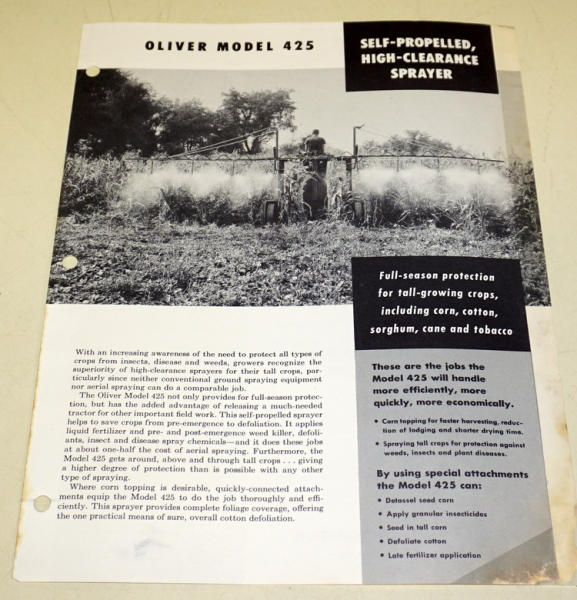 OLIVER MODEL 425
SELF-PROPELLED,
HIGH-CLEARANCE
SPRAYER
Full-season protection
for tall-growing crops,
including corn, cotton,
sorghum, cane and tobacco
With an increasing awareness of the need to protect all types of
crops from insects, disease and weeds, growers recognize the
superiority of high-clearance sprayers for their tall crops, par-
ticularly since neither conventional ground spraying equipment
nor aerial spraying can do a comparable job.
The Oliver Model 425 not only provides for full-season protec-
tion, but has the added advantage of releasing a much-needed
tractor for other important field work. This self-propelled sprayer
helps to save crops from pre-emergence to defoliation. It applies
liquid fertilizer and pre- and post-emergence weed killer, defoli-
ants, insect and disease spray chemicals—and it does these jobs
at about one-half the cost of aerial spraying. Furthermore, the
Model 425 gets around, above and through tall crops . . . giving
a higher degree of protection than is possible with any other
type of spraying.
Where corn topping is desirable, quickly-connected attach-
ments equip the Model 425 to do the job thoroughly and effi-
ciently. This sprayer provides complete foliage coverage, offering
the one practical means of sure, overall cotton defoliation.
These are the jobs the
Model 425 will handle
more efficiently, more
quickly, more economically.
• Corn topping for faster harvesting, reduc-
tion of lodging and shorter drying time.
• Spraying tall crops for protection against
weeds, insects and plant diseases.
By using special attachments
the Model 425 can:
• Detassel seed corn
• Apply granular insecticides
• Seed in tall corn
• Defoliate cotton
• Late fertilizer application